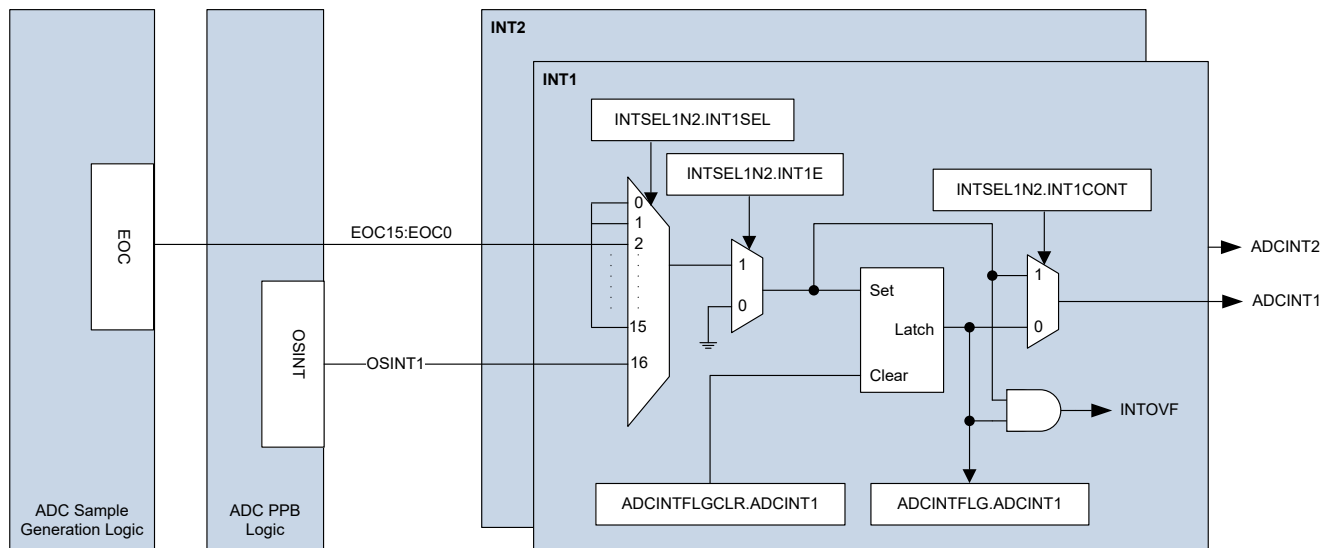 INT2
INT1
INTSEL1N2.INT1SEL
INTSEL1N2.INT1E
INTSEL1N2.INT1CONT
EOC
EOC15:EOC0
0
1
2
15
16
1
0
Set
Latch
Clear
1
0
ADCINT2
ADCINT1
OSINT
OSINT1
INTOVF
ADCINTFLGCLR.ADCINT1
ADCINTFLG.ADCINT1
ADC Sample
Generation Logic
ADC PPB
Logic